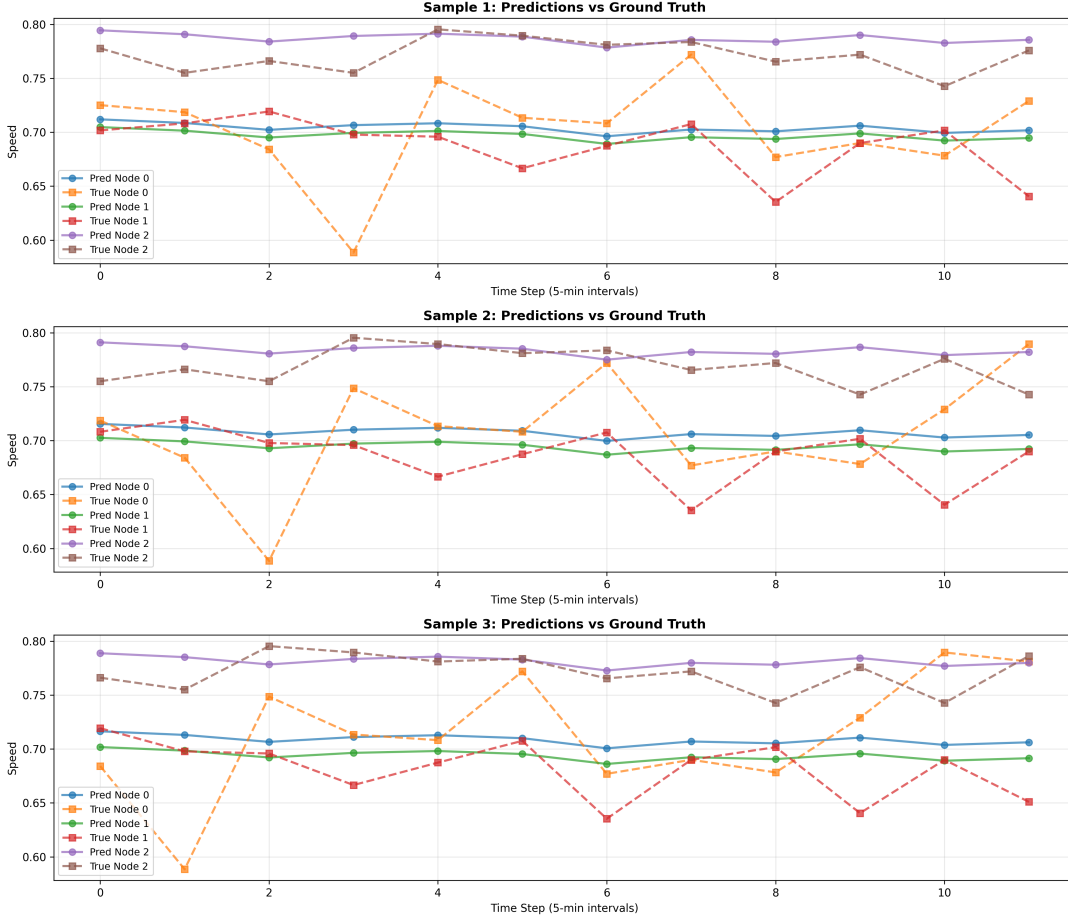 Sample 1: Predictions vs Ground Truth
0.80
0.75
0.70
0.65
0.60
Speed
Pred Node 0
True Node 0
Pred Node 1
True Node 1
Pred Node 2
True Node 2
0 2 4 6 8 10
Time Step (5-min intervals)
Sample 2: Predictions vs Ground Truth
0.80
0.75
0.70
0.65
0.60
Speed
Pred Node 0
True Node 0
Pred Node 1
True Node 1
Pred Node 2
True Node 2
0 2 4 6 8 10
Time Step (5-min intervals)
Sample 3: Predictions vs Ground Truth
0.80
0.75
0.70
0.65
0.60
Speed
Pred Node 0
True Node 0
Pred Node 1
True Node 1
Pred Node 2
True Node 2
0 2 4 6 8 10
Time Step (5-min intervals)